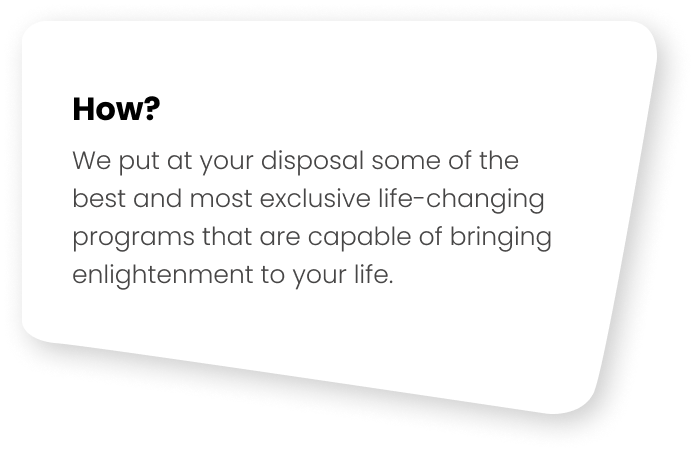 How?
We put at your disposal some of the
best and most exclusive life-changing
programs that are capable of bringing
enlightenment to your life.